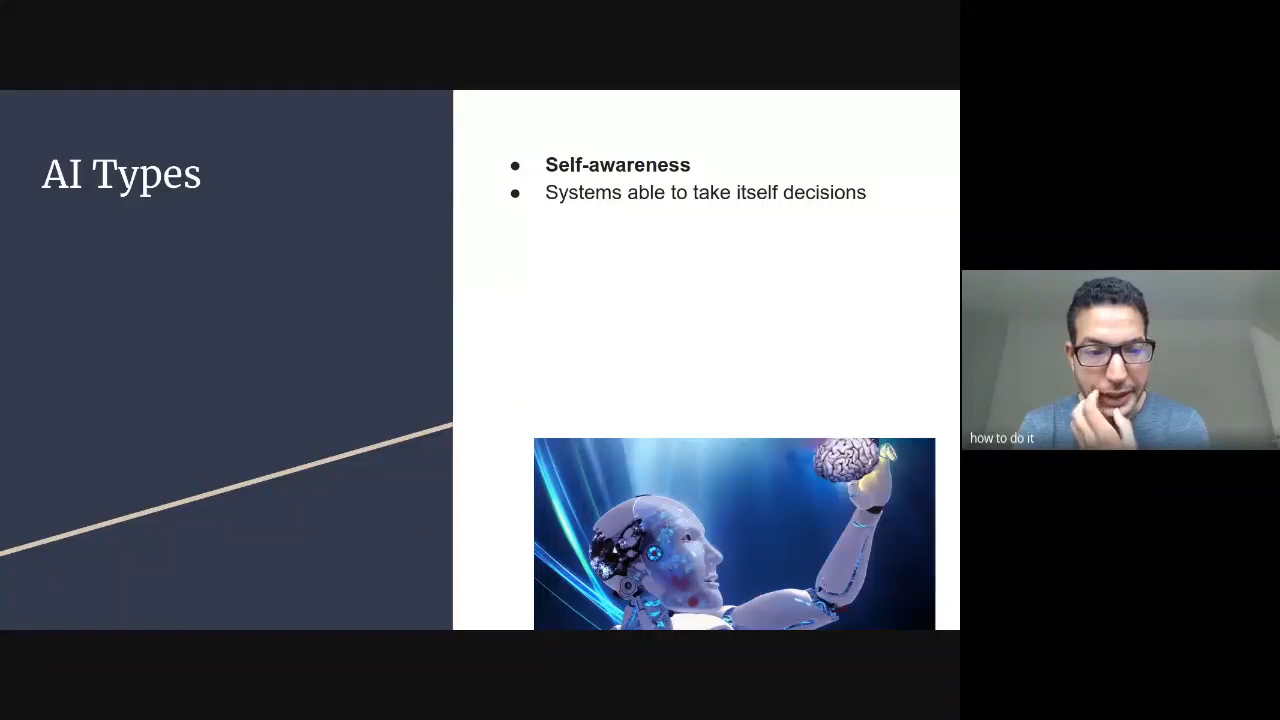 AI Types
Self-awareness
Systems able to take itself decisions
how to do it